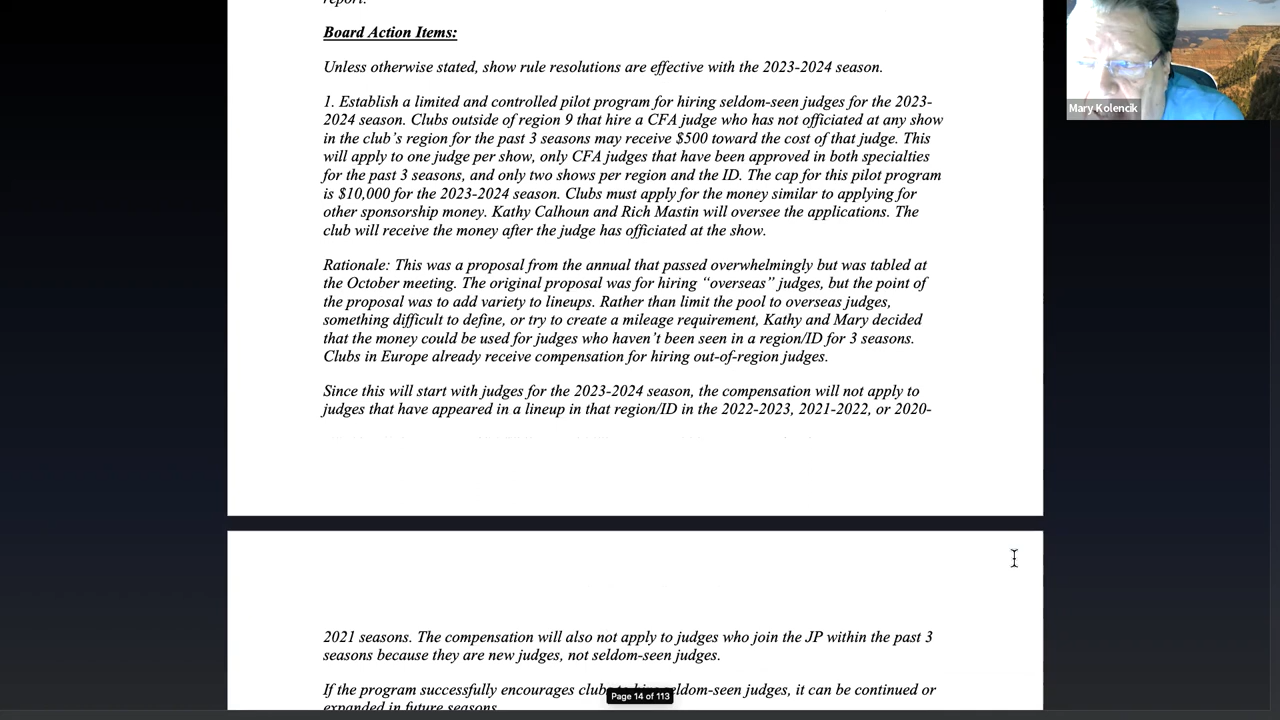 report.
Board Action Items:
Unless otherwise stated, show rule resolutions are effective with the 2023-2024 season.
1. Establish a limited and controlled pilot program for hiring seldom-seen judges for the 2023-
2024 season. Clubs outside of region 9 that hire a CFA judge who has not officiated at any show
in the club's region for the past 3 seasons may receive $500 toward the cost of that judge. This
will apply to one judge per show, only CFA judges that have been approved in both specialties
for the past 3 seasons, and only two shows per region and the ID. The cap for this pilot program
is $10,000 for the 2023-2024 season. Clubs must apply for the money similar to applying for
other sponsorship money. Kathy Calhoun and Rich Mastin will oversee the applications. The
club will receive the money after the judge has officiated at the show.
Rationale: This was a proposal from the annual that passed overwhelmingly but was tabled at
the October meeting. The original proposal was for hiring “overseas” judges, but the point of
the proposal was to add variety to lineups. Rather than limit the pool to overseas judges,
something difficult to define, or try to create a mileage requirement, Kathy and Mary decided
that the money could be used for judges who haven't been seen in a region/ID for 3 seasons.
Clubs in Europe already receive compensation for hiring out-of-region judges.
Since this will start with judges for the 2023-2024 season, the compensation will not apply to
judges that have appeared in a lineup in that region/ID in the 2022-2023, 2021-2022, or 2020-
2021 seasons. The compensation will also not apply to judges who join the JP within the past 3
seasons because they are new judges, not seldom-seen judges.
If the program successfully encourages clubs seldom-seen judges, it can be continued or
expanded in future seasons.
Page 14 of 113
Mary Kolencik